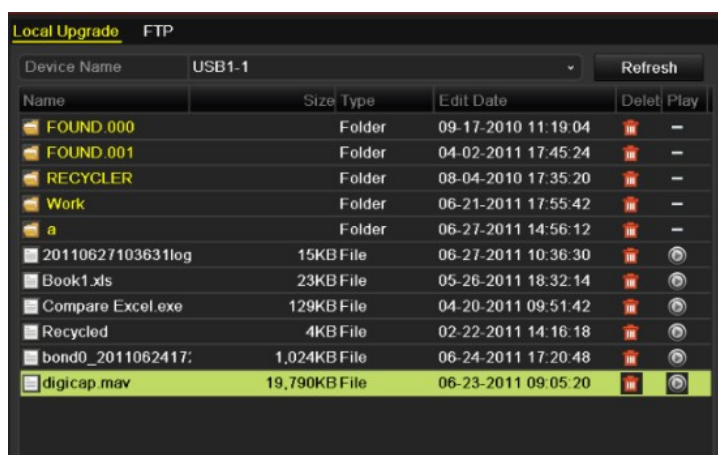 Local Upgrade FTP
Device Name USB1-1 Refresh
Name Size Type Edit Date Delet Play
FOUND.000 Folder 09-17-2010 11:19:04 –
FOUND.001 Folder 04-02-2011 17:45:24 –
RECYCLER Folder 08-04-2010 17:35:20 –
Work Folder 06-21-2011 17:55:42 –
a Folder 06-27-2011 14:56:12 –
20110627103631log 15KB File 06-27-2011 10:36:30
Book1.xls 23KB File 05-26-2011 18:32:14
Compare Excel.exe 129KB File 04-20-2011 09:51:42
Recycled 4KB File 02-22-2011 14:16:18
bond0_2011062417: 1,024KB File 06-24-2011 17:20:48
digicap.mav 19,790KB File 06-23-2011 09:05:20